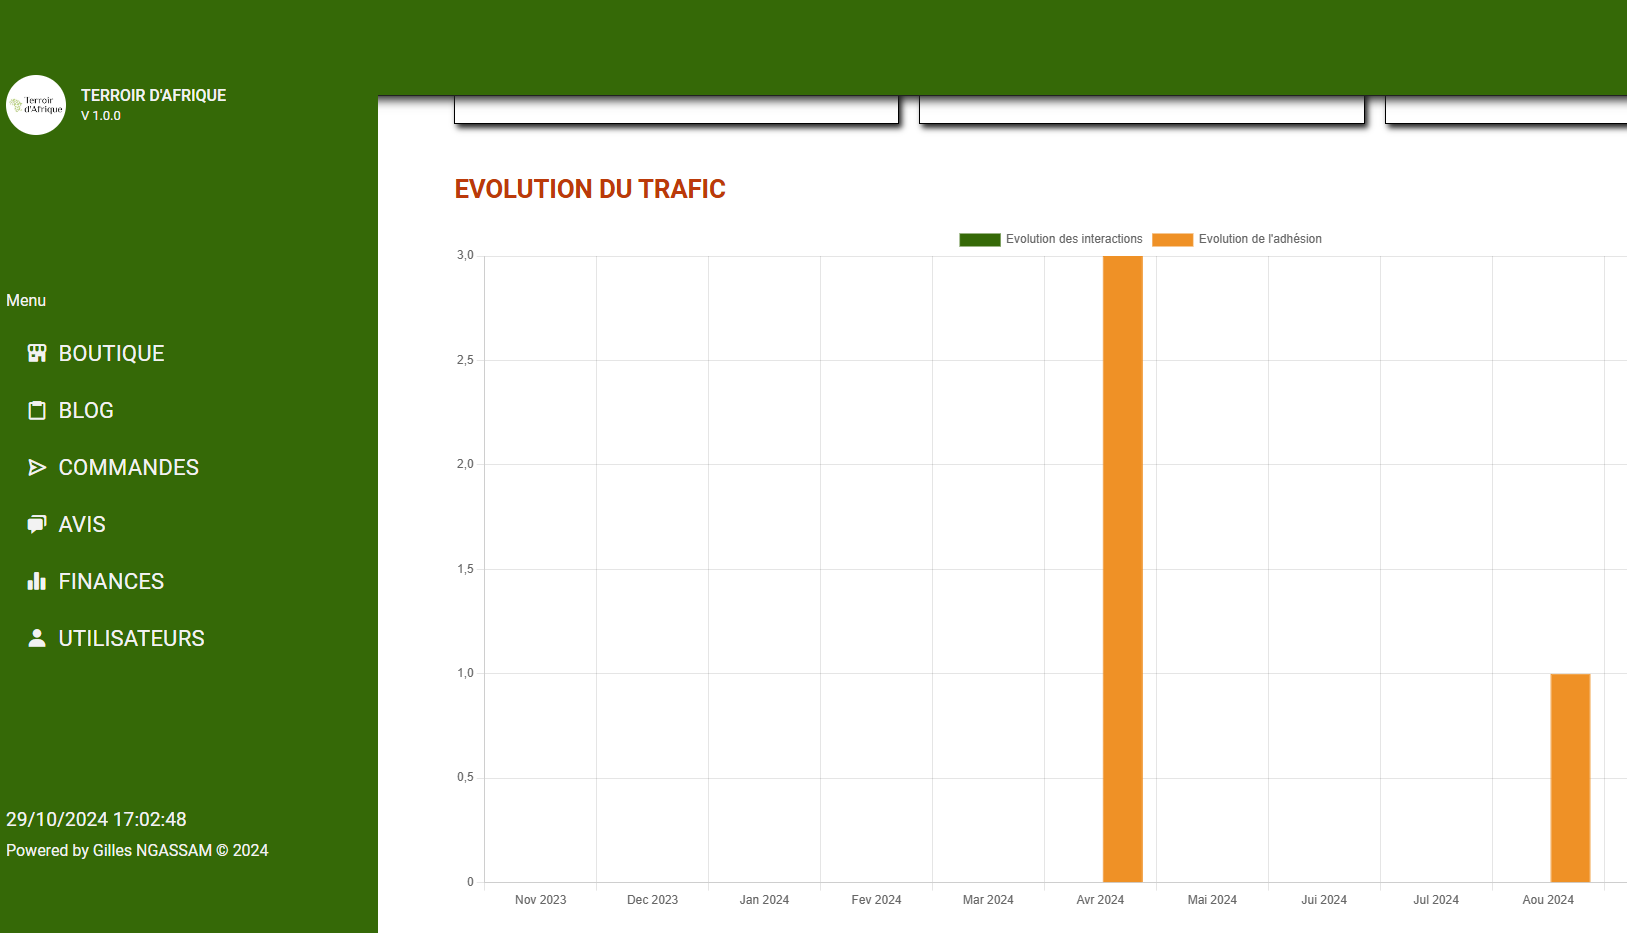 Terroir
d'Afrique
TERROIR D'AFRIQUE
V 1.0.0
Menu
BOUTIQUE
BLOG
COMMANDES
AVIS
FINANCES
UTILISATEURS
29/10/2024 17:02:48
Powered by Gilles NGASSAM © 2024
EVOLUTION DU TRAFIC
Evolution des interactions Evolution de l'adhésion
3,0
2,5
2,0
1,5
1,0
0,5
0
Nov 2023 Dec 2023 Jan 2024 Fev 2024 Mar 2024 Avr 2024 Mai 2024 Jui 2024 Jul 2024 Aou 2024